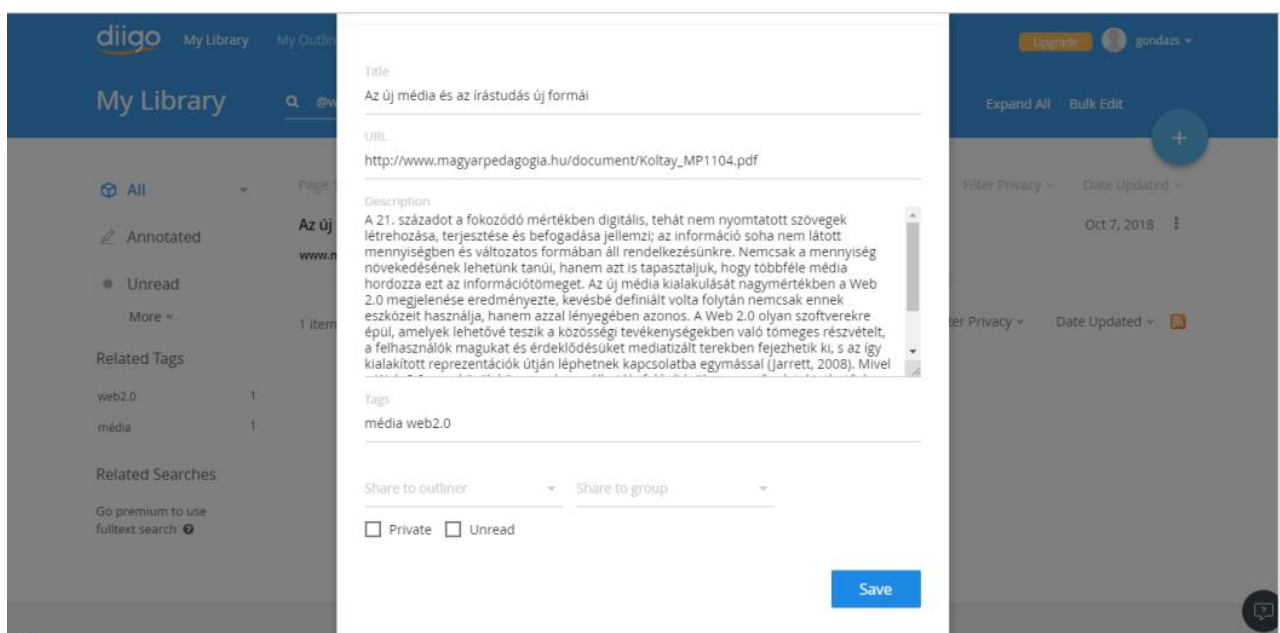 diigo My Library My Outlin Upgrade gondazs
My Library @w Expand All Bulk Edit
+
Title
Az új média és az írástudás új formái
URL
http://www.magyarpedagogia.hu/document/Koltay_MP1104.pdf
All Page Filter Privacy Date Updated
Description
A 21. századot a fokozódó mértékben digitális, tehát nem nyomtatott szövegek
létrehozása, terjesztése és befogadása jellemzi; az információ soha nem látott
mennyiségben és változatos formában áll rendelkezésünkre. Nemcsak a mennyiség
növekedésének lehetünk tanúi, hanem azt is tapasztaljuk, hogy többféle média
hordozza ezt az információtömeget. Az új média kialakulását nagymértékben a Web
2.0 megjelenése eredményezte, kevésbé definiált volta folytán nemcsak ennek
eszközeit használja, hanem azzal lényegében azonos. A Web 2.0 olyan szoftverekre
épül, amelyek lehetővé teszik a közösségi tevékenységekben való tömeges részvételt,
a felhasználók magukat és érdeklődésüket mediatizált terekben fejezhetik ki, s az így
kialakított reprezentációk útján léphetnek kapcsolatba egymással (Jarrett, 2008). Mivel
Az új Oct 7, 2018
www.m
Annotated
Unread
More
1 item ter Privacy Date Updated
Related Tags
web2.0 1
média 1
Related Searches
Go premium to use
fulltext search
Tags
média web2.0
Share to outliner Share to group
Private Unread
Save